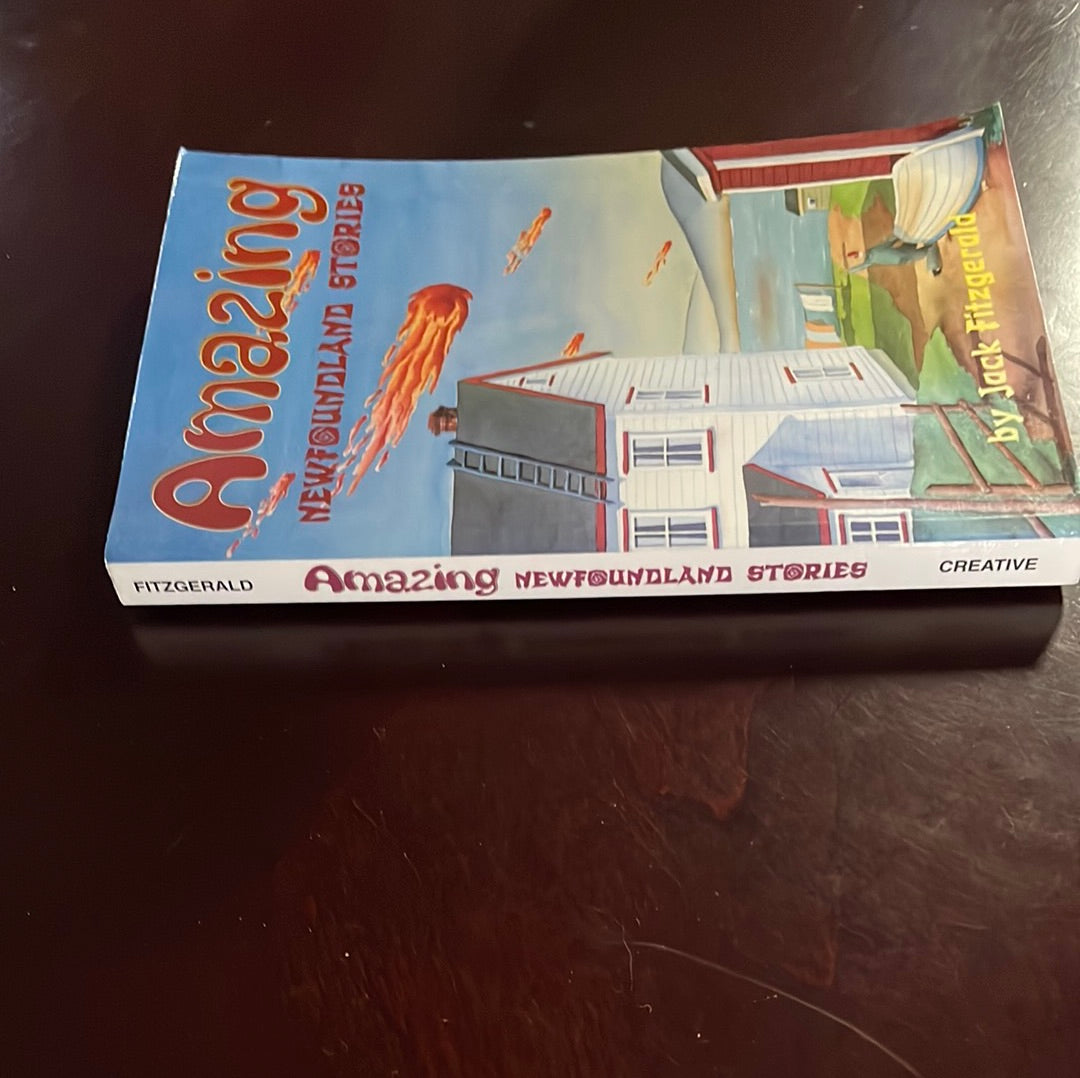 Amazing
NEWFOUNDLAND STORIES
by Jack Fitzgerald
FITZGERALD Amazing NEWFOUNDLAND STORIES CREATIVE